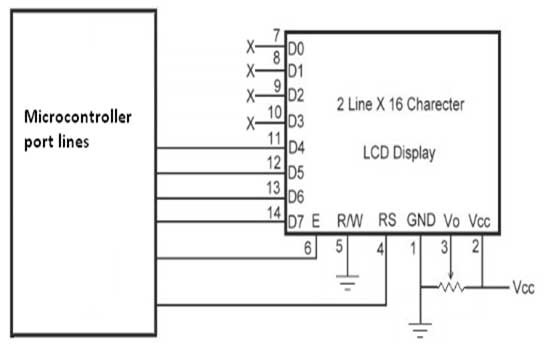 Microcontroller
port lines
X 7 D0
X 8 D1
X 9 D2
X 10 D3
11 D4
12 D5
13 D6
14 D7
2 Line X 16 Charecter
LCD Display
E R/W RS GND Vo Vcc
6 5 4 1 3 2
Vcc